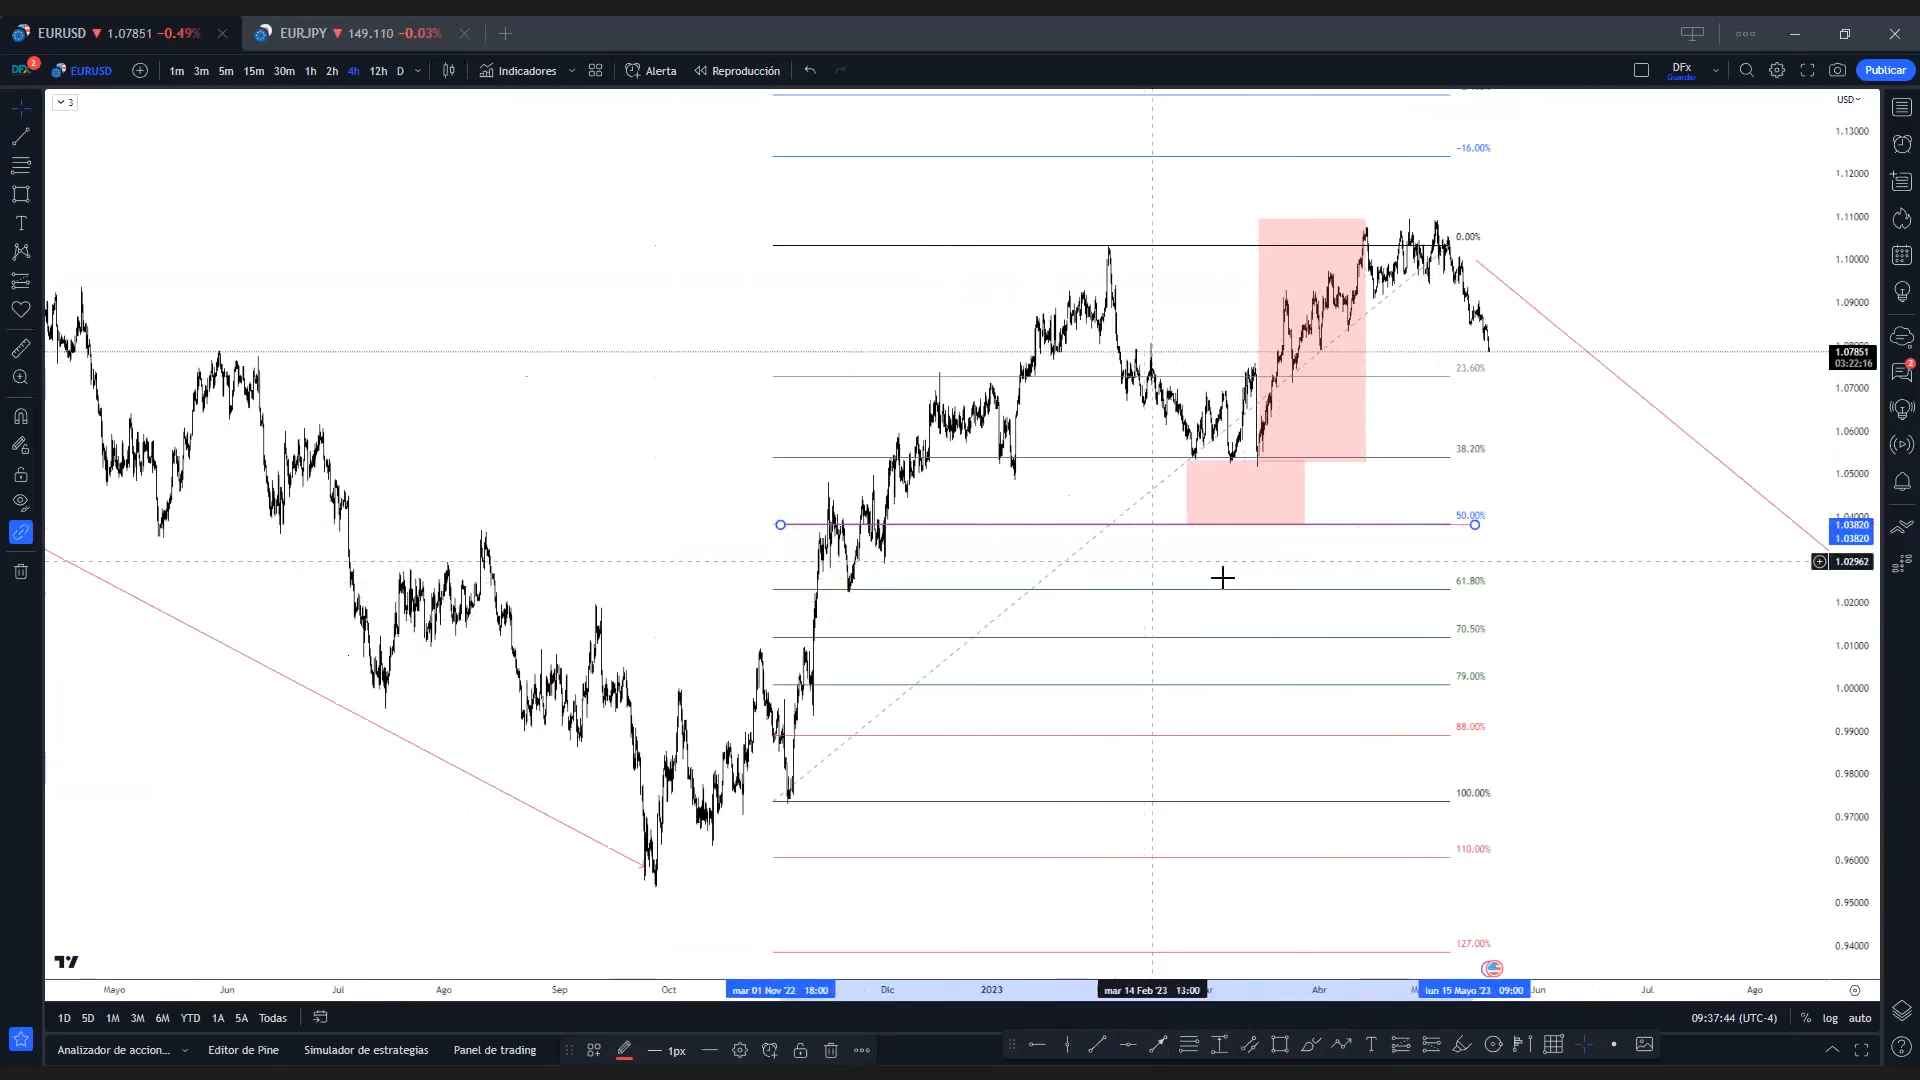 EURUSD ▼ 1.07851 −0.49%
EURJPY ▼ 149.110 −0.03%
DFx 2
EURUSD
1m 3m 5m 15m 30m 1h 2h 4h 12h D
Indicadores
Alerta
Reproducción
DFx
Guardar
Publicar
3
USD
1.13000
−16.00%
1.12000
1.11000
0.00%
1.10000
1.09000
1.07851
03:22:16
23.60%
1.07000
1.06000
38.20%
1.05000
50.00%
1.03820
1.03820
1.02962
61.80%
1.02000
70.50%
1.01000
79.00%
1.00000
88.00%
0.99000
0.98000
100.00%
0.97000
110.00%
0.96000
0.95000
127.00%
0.94000
2
Mayo Jun Jul Ago Sep Oct mar 01 Nov '22 18:00 Dic 2023 mar 14 Feb '23 13:00 Abr lun 15 Mayo '23 09:00 Jun Jul Ago
1D 5D 1M 3M 6M YTD 1A 5A Todas
09:37:44 (UTC-4) % log auto
Analizador de accion... Editor de Pine Simulador de estrategias Panel de trading
1px